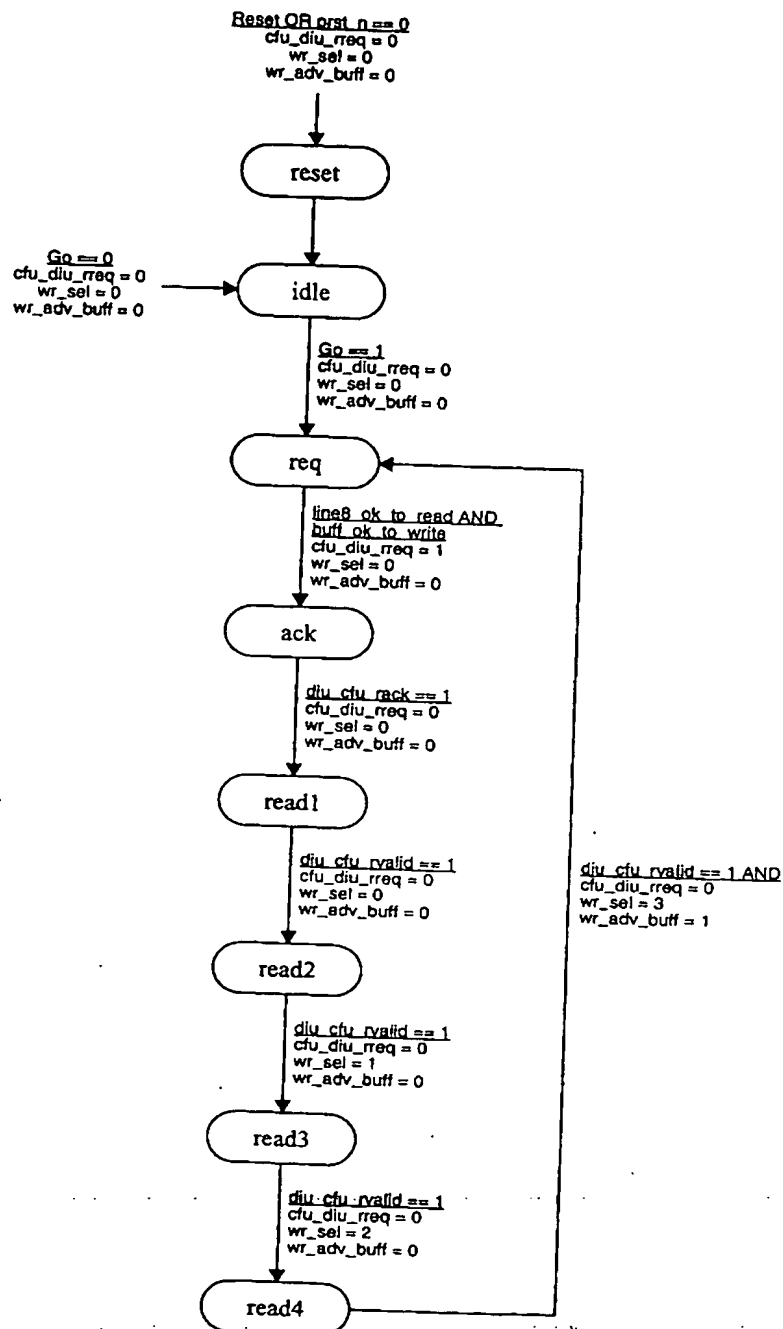 Reset OR prst_n == 0
cfu_diu_rreq = 0
wr_sel = 0
wr_adv_buff = 0
reset
Go == 0
cfu_diu_rreq = 0
wr_sel = 0
wr_adv_buff = 0
idle
Go == 1
cfu_diu_rreq = 0
wr_sel = 0
wr_adv_buff = 0
req
line8_ok_to_read AND
buff_ok_to_write
cfu_diu_rreq = 1
wr_sel = 0
wr_adv_buff = 0
ack
diu_cfu_rack == 1
cfu_diu_rreq = 0
wr_sel = 0
wr_adv_buff = 0
read1
diu_cfu_rvalid == 1
cfu_diu_rreq = 0
wr_sel = 0
wr_adv_buff = 0
diu_cfu_rvalid == 1 AND
cfu_diu_rreq = 0
wr_sel = 3
wr_adv_buff = 1
read2
diu_cfu_rvalid == 1
cfu_diu_rreq = 0
wr_sel = 1
wr_adv_buff = 0
read3
diu_cfu_rvalid == 1
cfu_diu_rreq = 0
wr_sel = 2
wr_adv_buff = 0
read4